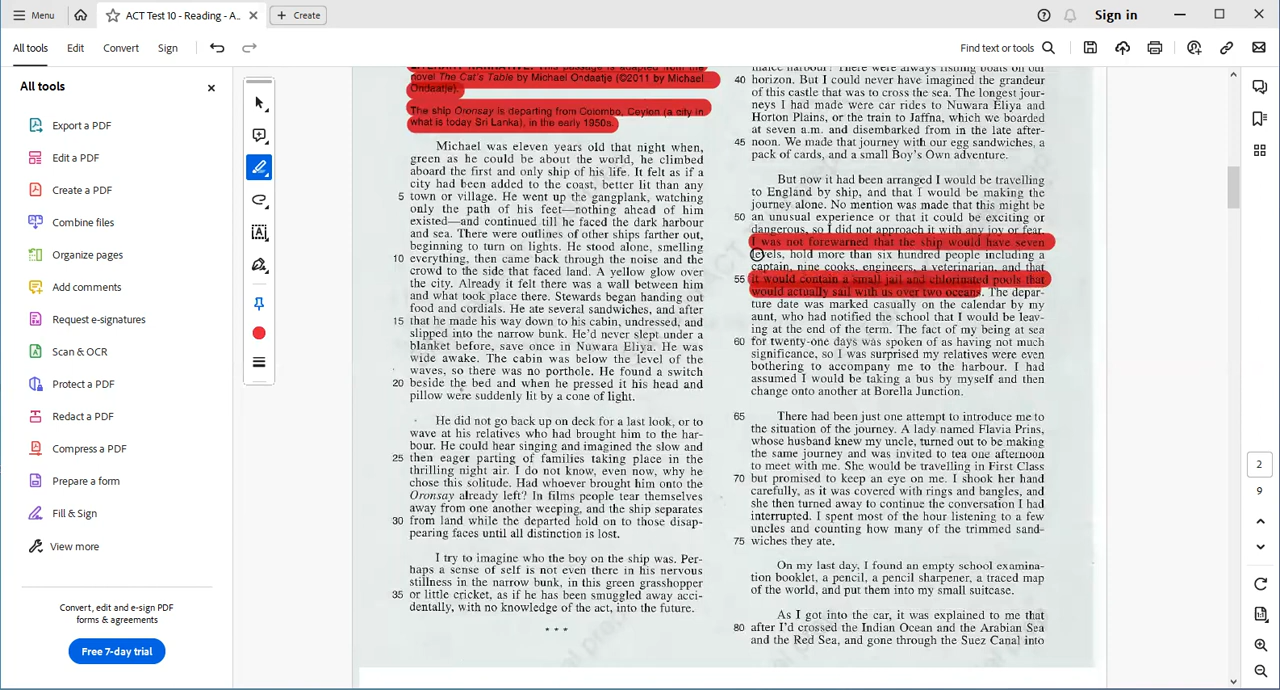 Menu
ACT Test 10 - Reading - A...
Create
Sign in
All tools
Edit
Convert
Sign
Find text or tools
All tools
Export a PDF
Edit a PDF
Create a PDF
Combine files
Organize pages
Add comments
Request e-signatures
Scan & OCR
Protect a PDF
Redact a PDF
Compress a PDF
Prepare a form
Fill & Sign
View more
Convert, edit and e-sign PDF
forms & agreements
Free 7-day trial
LITERARY NARRATIVE: This passage is adapted from the
novel The Cat's Table by Michael Ondaatje (©2011 by Michael
Ondaatje).
The ship Oronsay is departing from Colombo, Ceylon (a city in
what is today Sri Lanka), in the early 1950s.
Michael was eleven years old that night when,
green as he could be about the world, he climbed
aboard the first and only ship of his life. It felt as if a
city had been added to the coast, better lit than any
5 town or village. He went up the gangplank, watching
only the path of his feet—nothing ahead of him
existed—and continued till he faced the dark harbour
and sea. There were outlines of other ships farther out,
beginning to turn on lights. He stood alone, smelling
10 everything, then came back through the noise and the
crowd to the side that faced land. A yellow glow over
the city. Already it felt there was a wall between him
and what took place there. Stewards began handing out
food and cordials. He ate several sandwiches, and after
15 that he made his way down to his cabin, undressed, and
slipped into the narrow bunk. He'd never slept under a
blanket before, save once in Nuwara Eliya. He was
wide awake. The cabin was below the level of the
waves, so there was no porthole. He found a switch
20 beside the bed and when he pressed it his head and
pillow were suddenly lit by a cone of light.
He did not go back up on deck for a last look, or to
wave at his relatives who had brought him to the har-
bour. He could hear singing and imagined the slow and
25 then eager parting of families taking place in the
thrilling night air. I do not know, even now, why he
chose this solitude. Had whoever brought him onto the
Oronsay already left? In films people tear themselves
away from one another weeping, and the ship separates
30 from land while the departed hold on to those disap-
pearing faces until all distinction is lost.
I try to imagine who the boy on the ship was. Per-
haps a sense of self is not even there in his nervous
stillness in the narrow bunk, in this green grasshopper
35 or little cricket, as if he has been smuggled away acci-
dentally, with no knowledge of the act, into the future.
* * *
harbour. There were always fishing boats on our
40 horizon. But I could never have imagined the grandeur
of this castle that was to cross the sea. The longest jour-
neys I had made were car rides to Nuwara Eliya and
Horton Plains, or the train to Jaffna, which we boarded
at seven a.m. and disembarked from in the late after-
45 noon. We made that journey with our egg sandwiches, a
pack of cards, and a small Boy's Own adventure.
But now it had been arranged I would be travelling
to England by ship, and that I would be making the
journey alone. No mention was made that this might be
50 an unusual experience or that it could be exciting or
dangerous, so I did not approach it with any joy or fear.
I was not forewarned that the ship would have seven
levels, hold more than six hundred people including a
captain, nine cooks, engineers, a veterinarian, and that
55 it would contain a small jail and chlorinated pools that
would actually sail with us over two oceans. The depar-
ture date was marked casually on the calendar by my
aunt, who had notified the school that I would be leav-
ing at the end of the term. The fact of my being at sea
60 for twenty-one days was spoken of as having not much
significance, so I was surprised my relatives were even
bothering to accompany me to the harbour. I had
assumed I would be taking a bus by myself and then
change onto another at Borella Junction.
65 There had been just one attempt to introduce me to
the situation of the journey. A lady named Flavia Prins,
whose husband knew my uncle, turned out to be making
the same journey and was invited to tea one afternoon
to meet with me. She would be travelling in First Class
70 but promised to keep an eye on me. I shook her hand
carefully, as it was covered with rings and bangles, and
she then turned away to continue the conversation I had
interrupted. I spent most of the hour listening to a few
uncles and counting how many of the trimmed sand-
75 wiches they ate.
On my last day, I found an empty school examina-
tion booklet, a pencil, a pencil sharpener, a traced map
of the world, and put them into my small suitcase.
As I got into the car, it was explained to me that
80 after I'd crossed the Indian Ocean and the Arabian Sea
and the Red Sea, and gone through the Suez Canal into
2
9